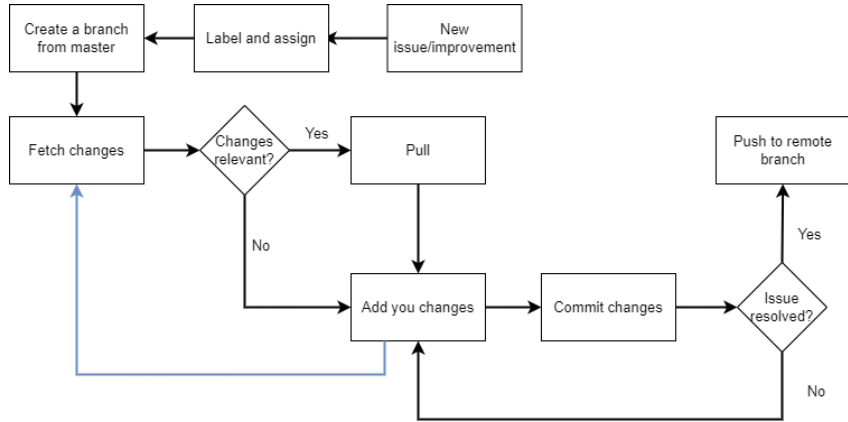 Create a branch
from master
Label and assign
New
issue/improvement
Fetch changes
Changes
relevant?
Yes
Pull
Push to remote
branch
No
Yes
Add you changes
Commit changes
Issue
resolved?
No